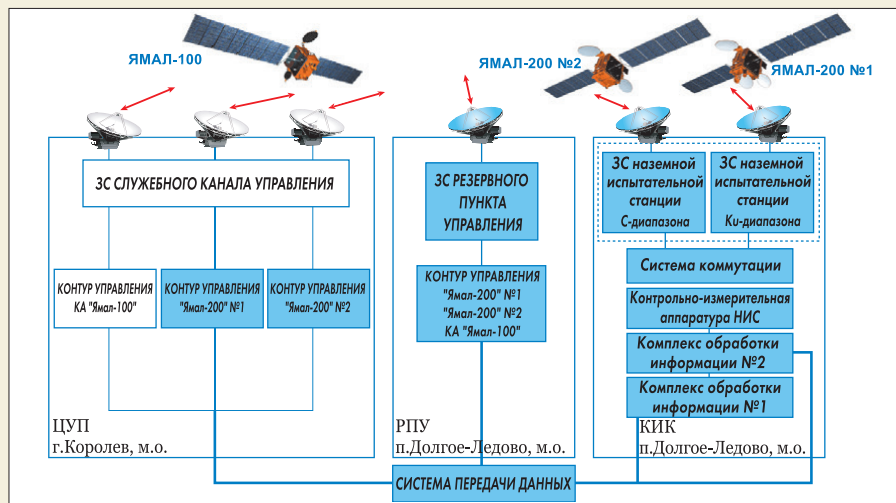 ЯМАЛ-100
ЯМАЛ-200 №2
ЯМАЛ-200 №1
ЗС СЛУЖЕБНОГО КАНАЛА УПРАВЛЕНИЯ
КОНТУР УПРАВЛЕНИЯ
КА "Ямал-100"
КОНТУР УПРАВЛЕНИЯ
"Ямал-200" №1
КОНТУР УПРАВЛЕНИЯ
"Ямал-200" №2
ЦУП
г.Королев, м.о.
ЗС РЕЗЕРВНОГО
ПУНКТА
УПРАВЛЕНИЯ
КОНТУР УПРАВЛЕНИЯ
"Ямал-200" №1
"Ямал-200" №2
КА "Ямал-100"
РПУ
п.Долгое-Ледово, м.о.
ЗС наземной
испытательной
станции
С-диапазона
ЗС наземной
испытательной
станции
Кu-диапазона
Система коммутации
Контрольно-измерительная
аппаратура НИС
Комплекс обработки
информации №2
Комплекс обработки
информации №1
КИК
п.Долгое-Ледово, м.о.
СИСТЕМА ПЕРЕДАЧИ ДАННЫХ